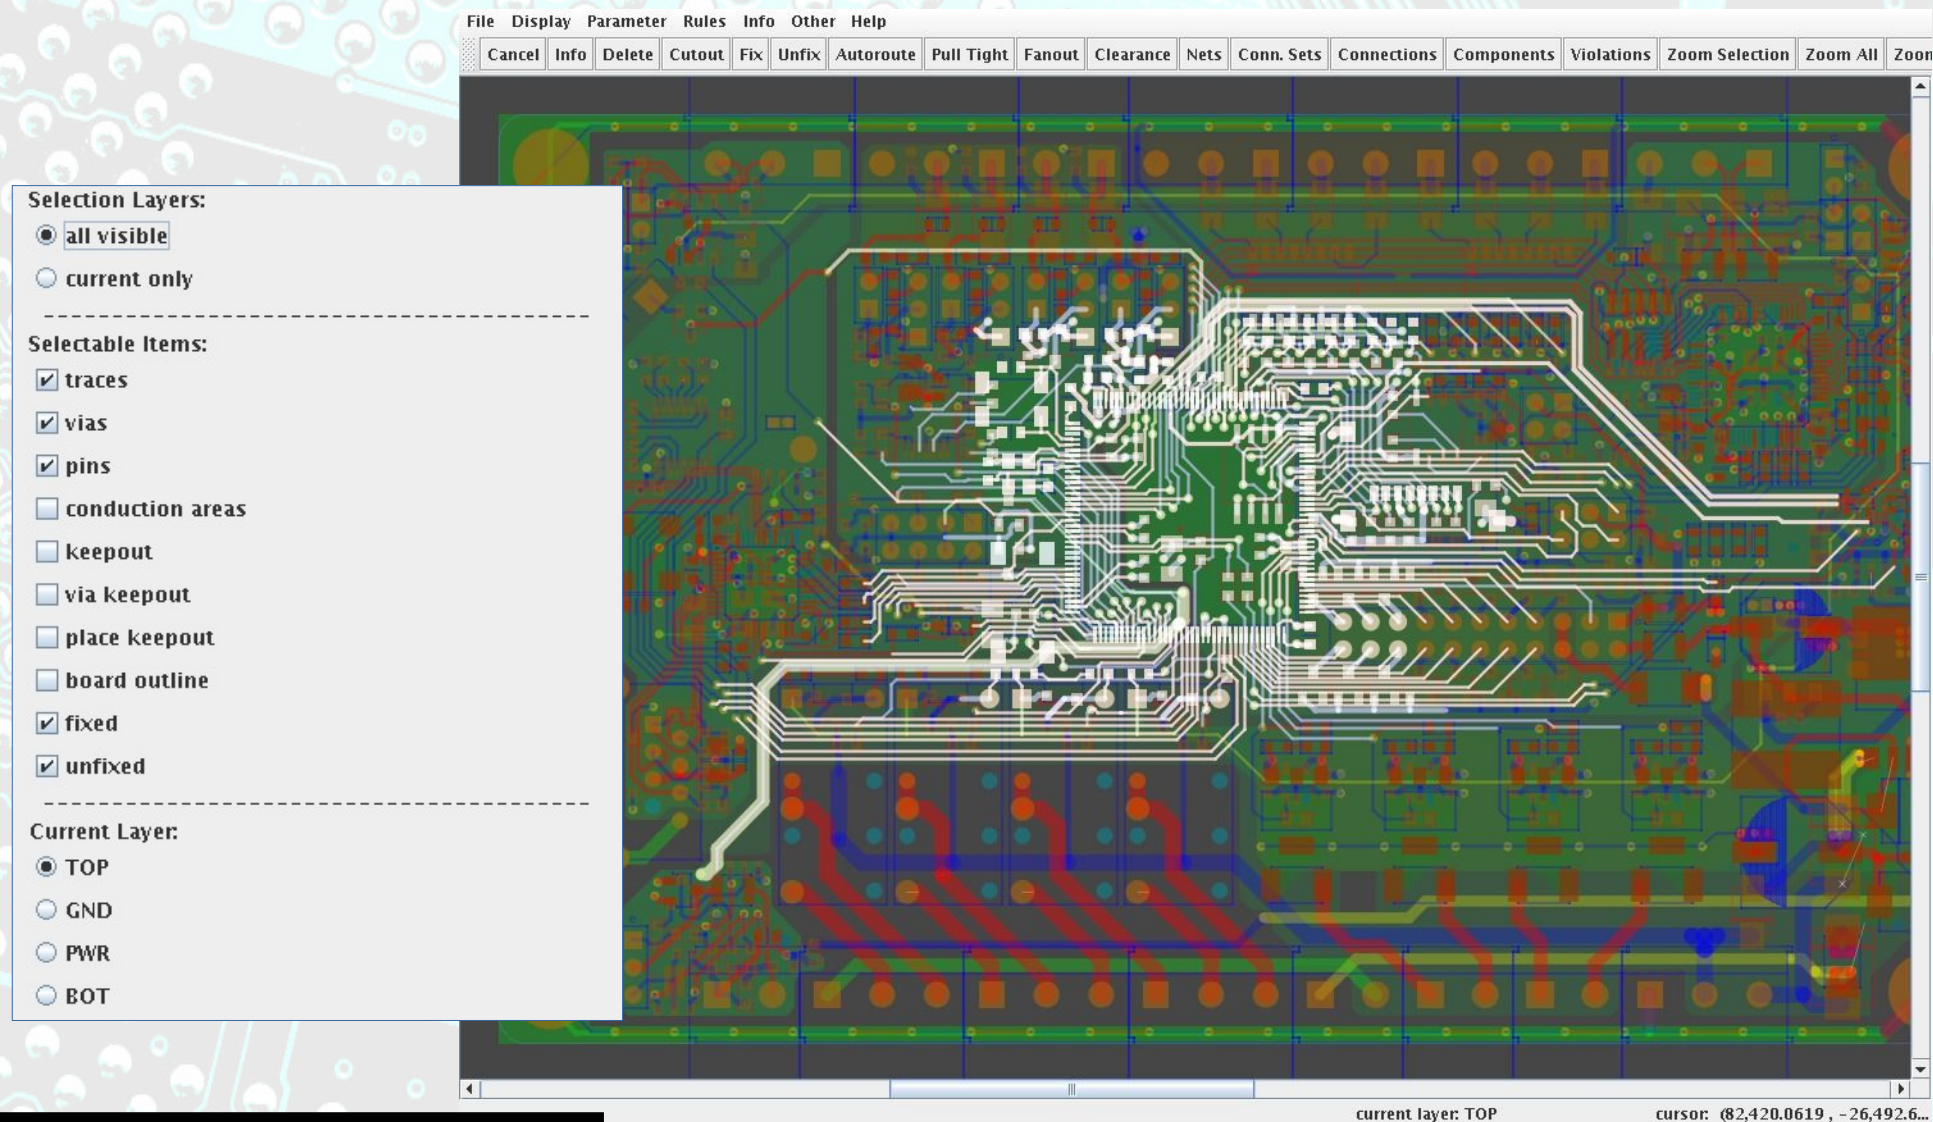 File Display Parameter Rules Info Other Help
Cancel Info Delete Cutout Fix Unfix Autoroute Pull Tight Fanout Clearance Nets Conn. Sets Connections Components Violations Zoom Selection Zoom All Zoom
Selection Layers:
all visible
current only
Selectable Items:
traces
vias
pins
conduction areas
keepout
via keepout
place keepout
board outline
fixed
unfixed
Current Layer:
TOP
GND
PWR
BOT
current layer: TOP cursor: (82,420.0619 , -26,492.6...